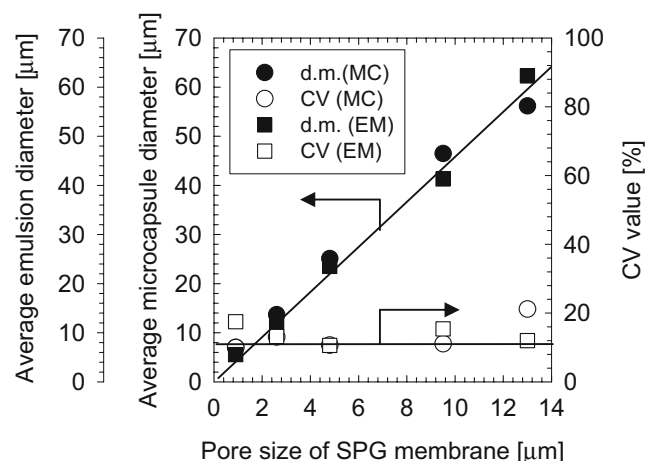 70
60
50
40
30
20
10
0
Average emulsion diameter [μm]
70
60
50
40
30
20
10
0
Average microcapsule diameter [μm]
d.m.(MC)
CV (MC)
d.m. (EM)
CV (EM)
100
80
60
40
20
0
CV value [%]
0 2 4 6 8 10 12 14
Pore size of SPG membrane [μm]